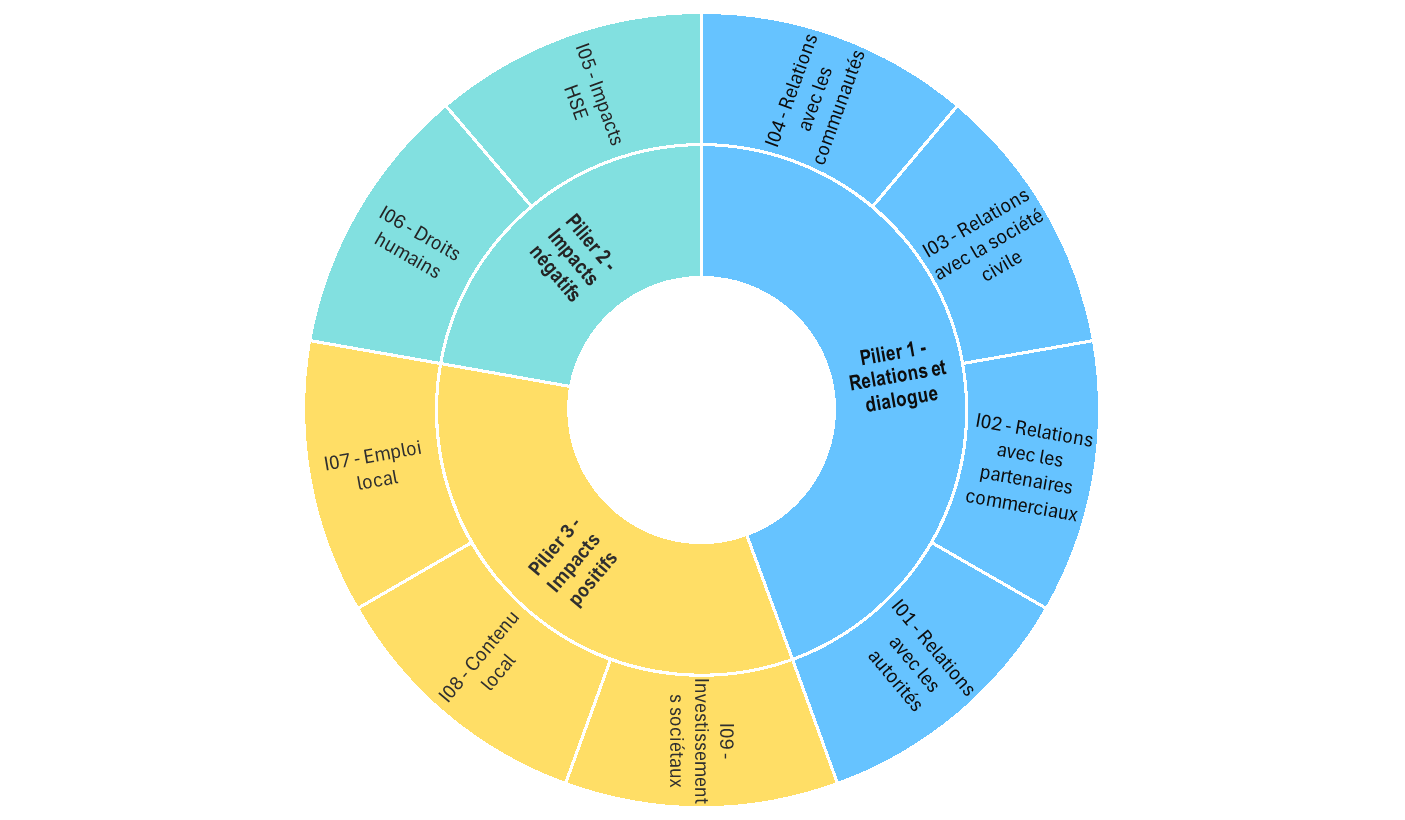 I05 - Impacts
HSE
I04 - Relations
avec les
communautés
I06 - Droits
humains
Pilier 2 -
Impacts
négatifs
I03 - Relations
avec la société
civile
Pilier 1 -
Relations et
dialogue
I07 - Emploi
local
I02 - Relations
avec les
partenaires
commerciaux
Pilier 3 -
Impacts
positifs
I08 - Contenu
local
I01 - Relations
avec les
autorités
I09 -
Investissement
s sociétaux